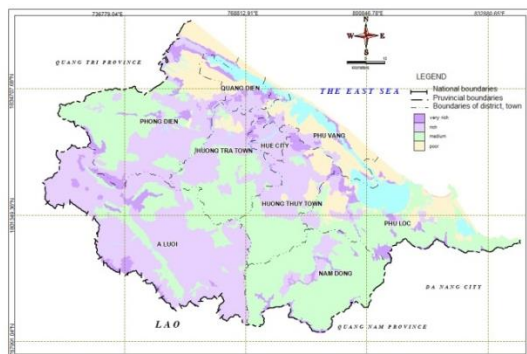 N
W E
S
QUANG TRI PROVINCE
QUANG DIEN
THE EAST SEA
PHONG DIEN
PHU VANG
HUONG TRA TOWN
HUE CITY
HUONG THUY TOWN
PHU LOC
A LUOI
NAM DONG
DA NANG CITY
LAO
QUANG NAM PROVINCE
LEGEND
National boundaries
Provincial boundaries
Boundaries of district, town
very rich
rich
medium
poor